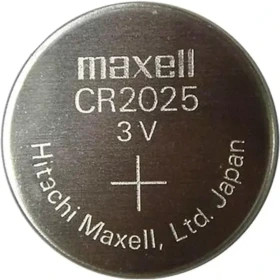 maxell
CR2025
3V
+
Hitachi Maxell, Ltd. Japan